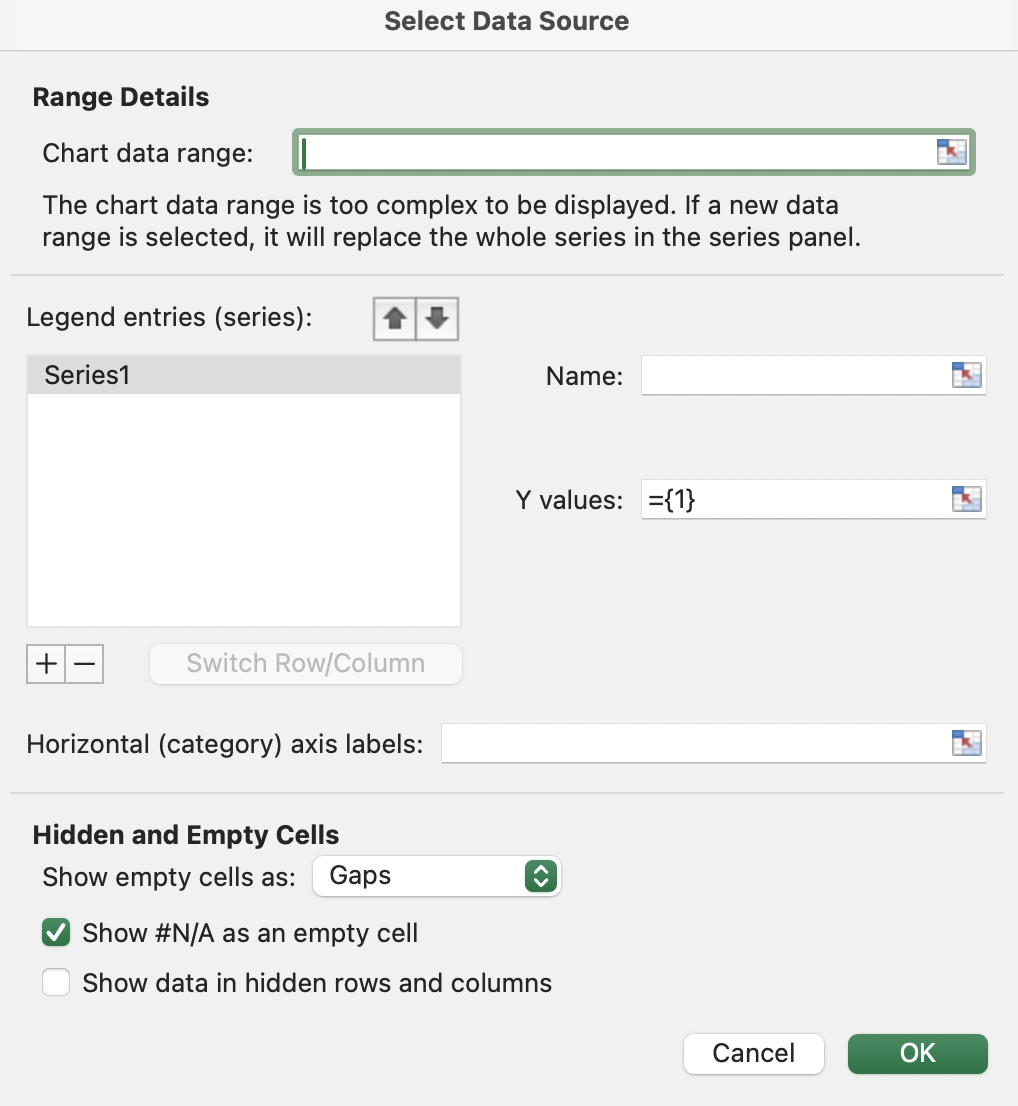 Select Data Source
Range Details
Chart data range:
The chart data range is too complex to be displayed. If a new data
range is selected, it will replace the whole series in the series panel.
Legend entries (series):
Series1
Name:
Y values: ={1}
Switch Row/Column
Horizontal (category) axis labels:
Hidden and Empty Cells
Show empty cells as: Gaps
Show #N/A as an empty cell
Show data in hidden rows and columns
Cancel OK